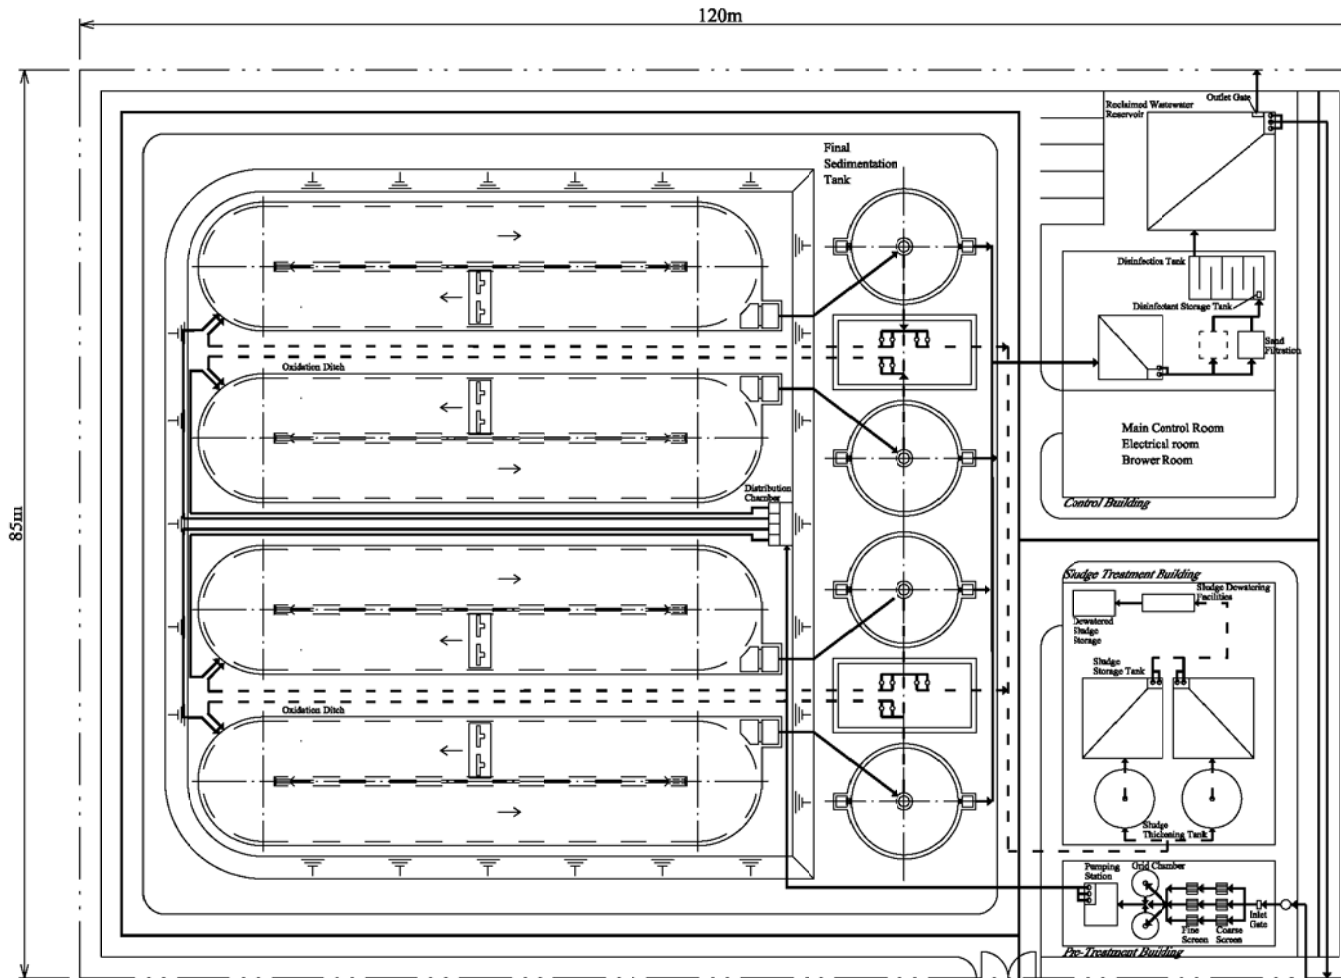 120m
85m
Outlet Gate
Reclaimed Wastewater
Reservoir
Final
Sedimentation
Tank
Disinfection Tank
Disinfectant Storage Tank
Sand
Filtration
Oxidation Ditch
Main Control Room
Electrical room
Brower Room
Distribution
Chamber
Control Building
Sludge Treatment Building
Sludge Dewatering
Facilities
Dewatered
Sludge
Storage
Sludge
Storage Tank
Oxidation Ditch
Sludge
Thickening Tank
Pumping
Station
Grid Chamber
Inlet
Gate
Fine
Screen
Coarse
Screen
Pre-Treatment Building